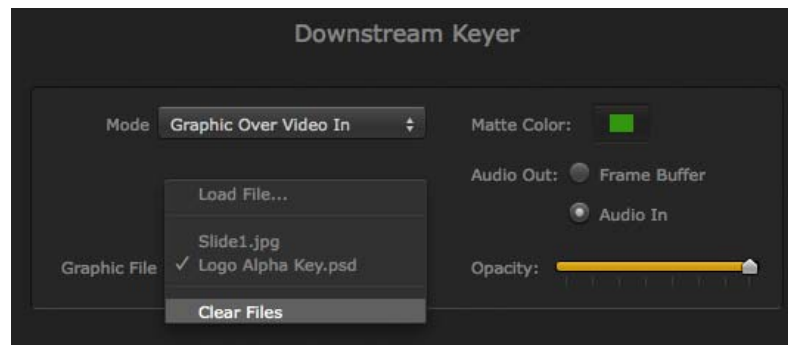 Downstream Keyer
Mode Graphic Over Video In
Matte Color:
Audio Out: Frame Buffer
Audio In
Load File...
Slide1.jpg
Graphic File ✓ Logo Alpha Key.psd
Opacity:
Clear Files